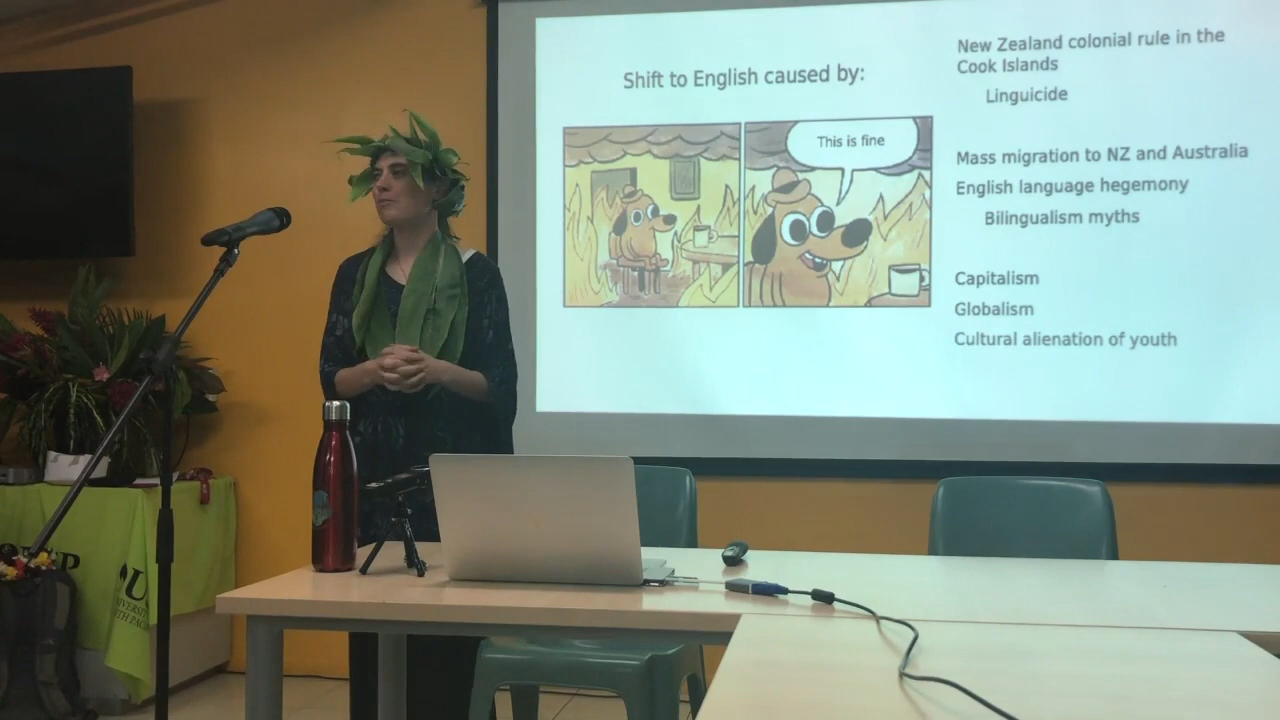 Shift to English caused by:
This is fine
New Zealand colonial rule in the
Cook Islands
Linguicide
Mass migration to NZ and Australia
English language hegemony
Bilingualism myths
Capitalism
Globalism
Cultural alienation of youth